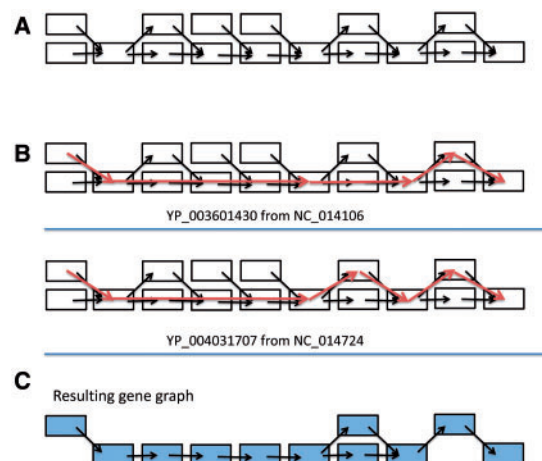 A
B
YP_003601430 from NC_014106
YP_004031707 from NC_014724
C
Resulting gene graph